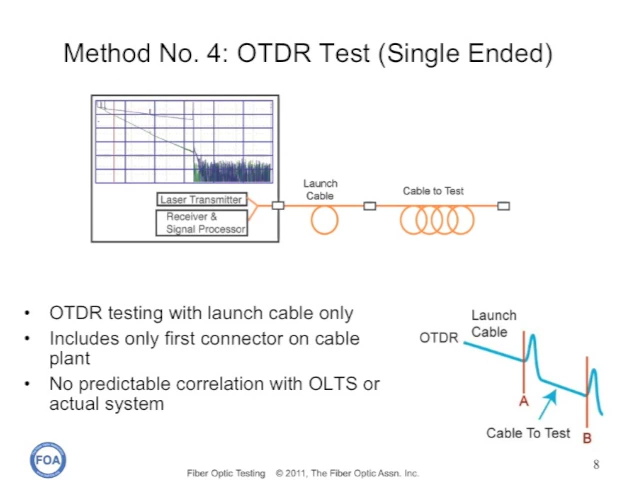 Method No. 4: OTDR Test (Single Ended)
Launch
Cable
Cable to Test
Laser Transmitter
Receiver &
Signal Processor
• OTDR testing with launch cable only
• Includes only first connector on cable
plant
• No predictable correlation with OLTS or
actual system
Launch
Cable
OTDR
A
Cable To Test
B
FOA
Fiber Optic Testing © 2011, The Fiber Optic Assn. Inc.
8